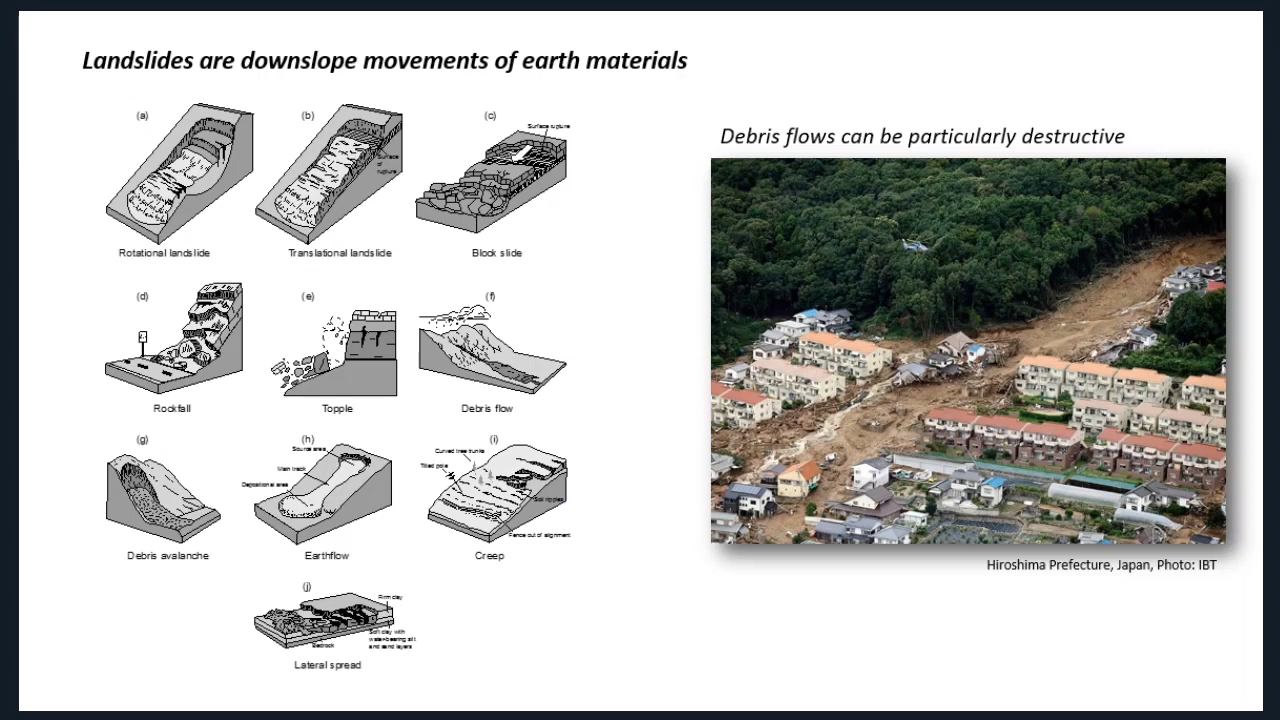 Landslides are downslope movements of earth materials
(a)
Rotational landslide
(b)
Surface
of
rupture
Translational landslide
(c)
Surface rupture
Block slide
(d)
Rockfall
(e)
Topple
(f)
Debris flow
(g)
Debris avalanche
(h)
Source area
Main track
Depositional area
Earthflow
(i)
Curved tree trunks
Tilted pole
Soil ripples
Fence out of alignment
Creep
(j)
Firm clay
Soft clay with
water-bearing silt
and sand layers
Bedrock
Lateral spread
Debris flows can be particularly destructive
Hiroshima Prefecture, Japan, Photo: IBT